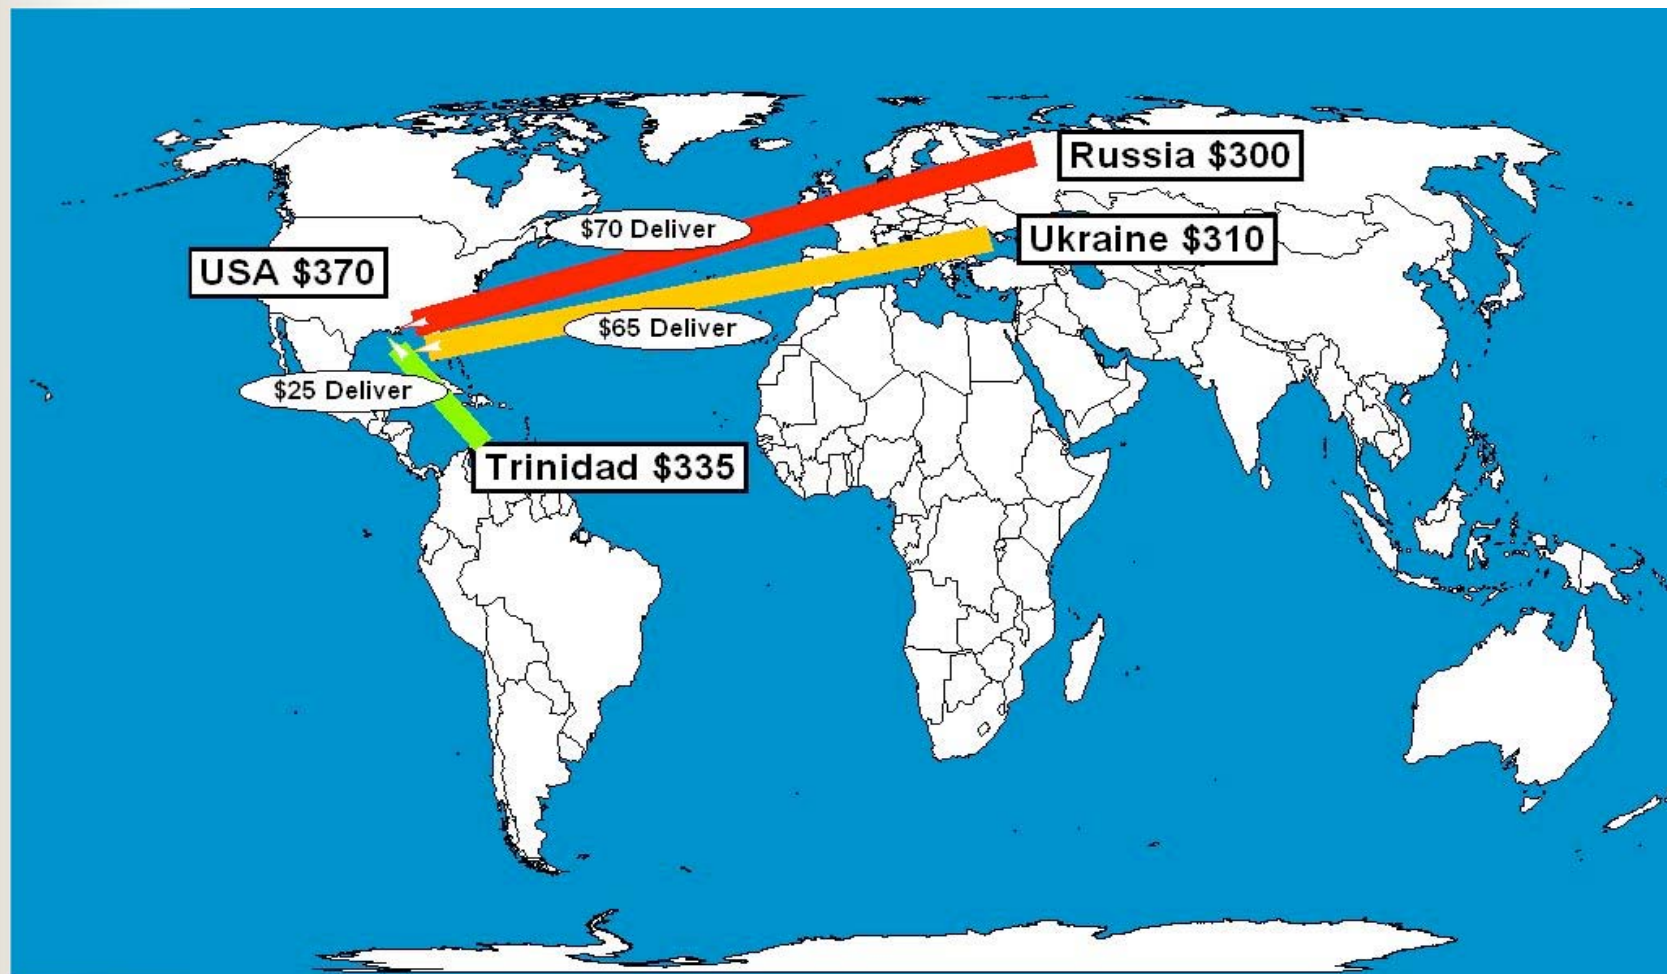 Russia $300
$70 Deliver
Ukraine $310
USA $370
$65 Deliver
$25 Deliver
Trinidad $335